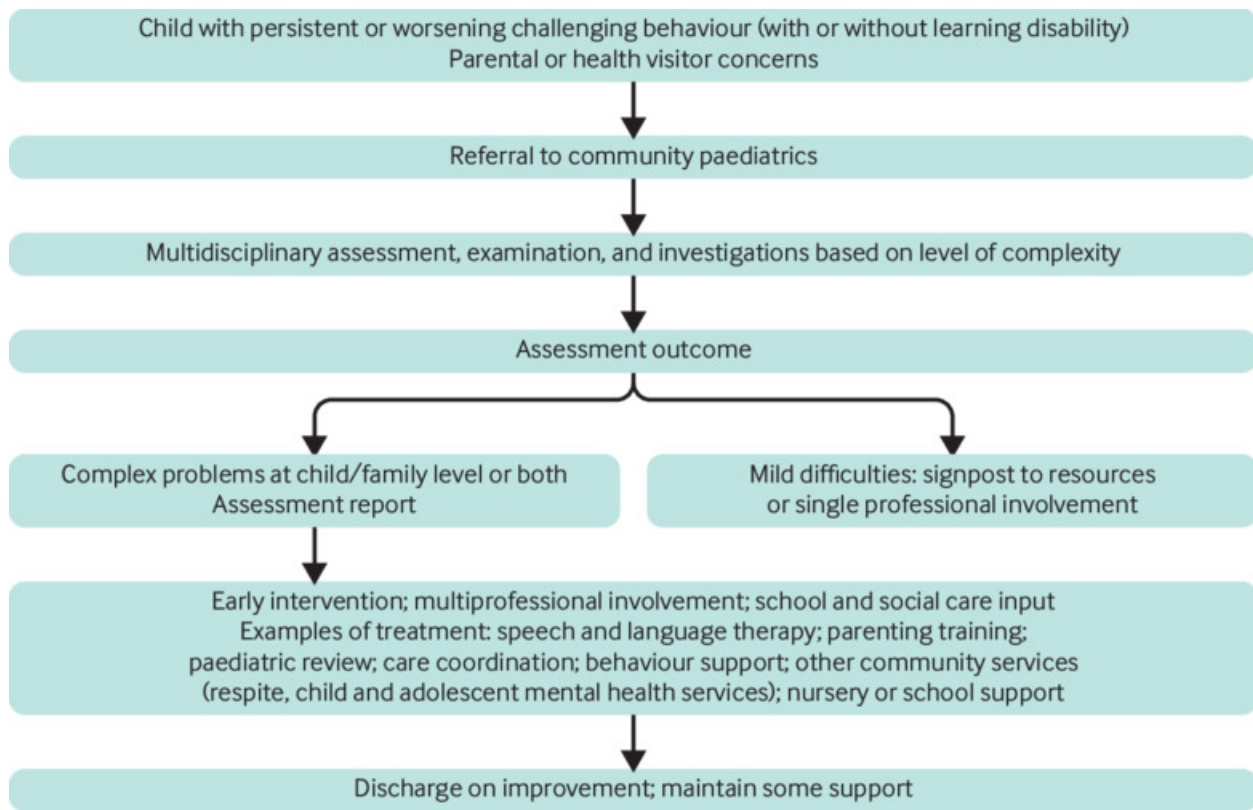 Child with persistent or worsening challenging behaviour (with or without learning disability)
Parental or health visitor concerns
Referral to community paediatrics
Multidisciplinary assessment, examination, and investigations based on level of complexity
Assessment outcome
Complex problems at child/family level or both
Assessment report
Mild difficulties: signpost to resources
or single professional involvement
Early intervention; multiprofessional involvement; school and social care input
Examples of treatment: speech and language therapy; parenting training;
paediatric review; care coordination; behaviour support; other community services
(respite, child and adolescent mental health services); nursery or school support
Discharge on improvement; maintain some support